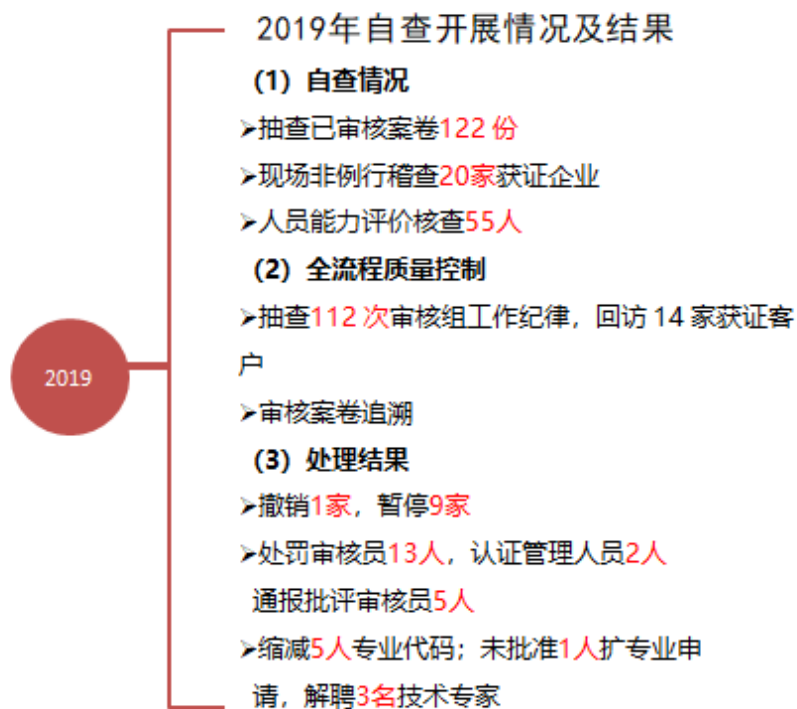 2019年自查开展情况及结果
（1）自查情况
➢抽查已审核案卷122 份
➢现场非例行稽查20家获证企业
➢人员能力评价核查55人
（2）全流程质量控制
➢抽查112 次审核组工作纪律，回访 14 家获证客
户
2019
➢审核案卷追溯
（3）处理结果
➢撤销1家，暂停9家
➢处罚审核员13人，认证管理人员2人
通报批评审核员5人
➢缩减5人专业代码；未批准1人扩专业申
请，解聘3名技术专家